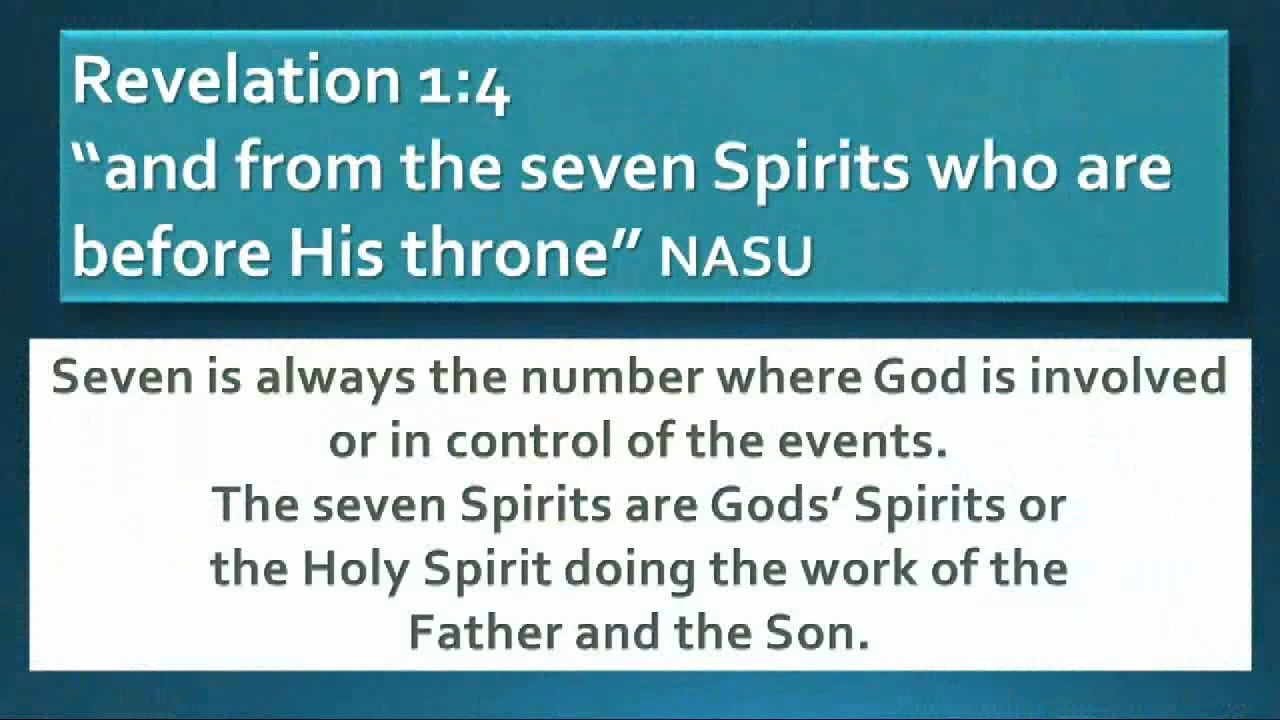 Revelation 1:4
“and from the seven Spirits who are
before His throne” NASU
Seven is always the number where God is involved
or in control of the events.
The seven Spirits are Gods’ Spirits or
the Holy Spirit doing the work of the
Father and the Son.